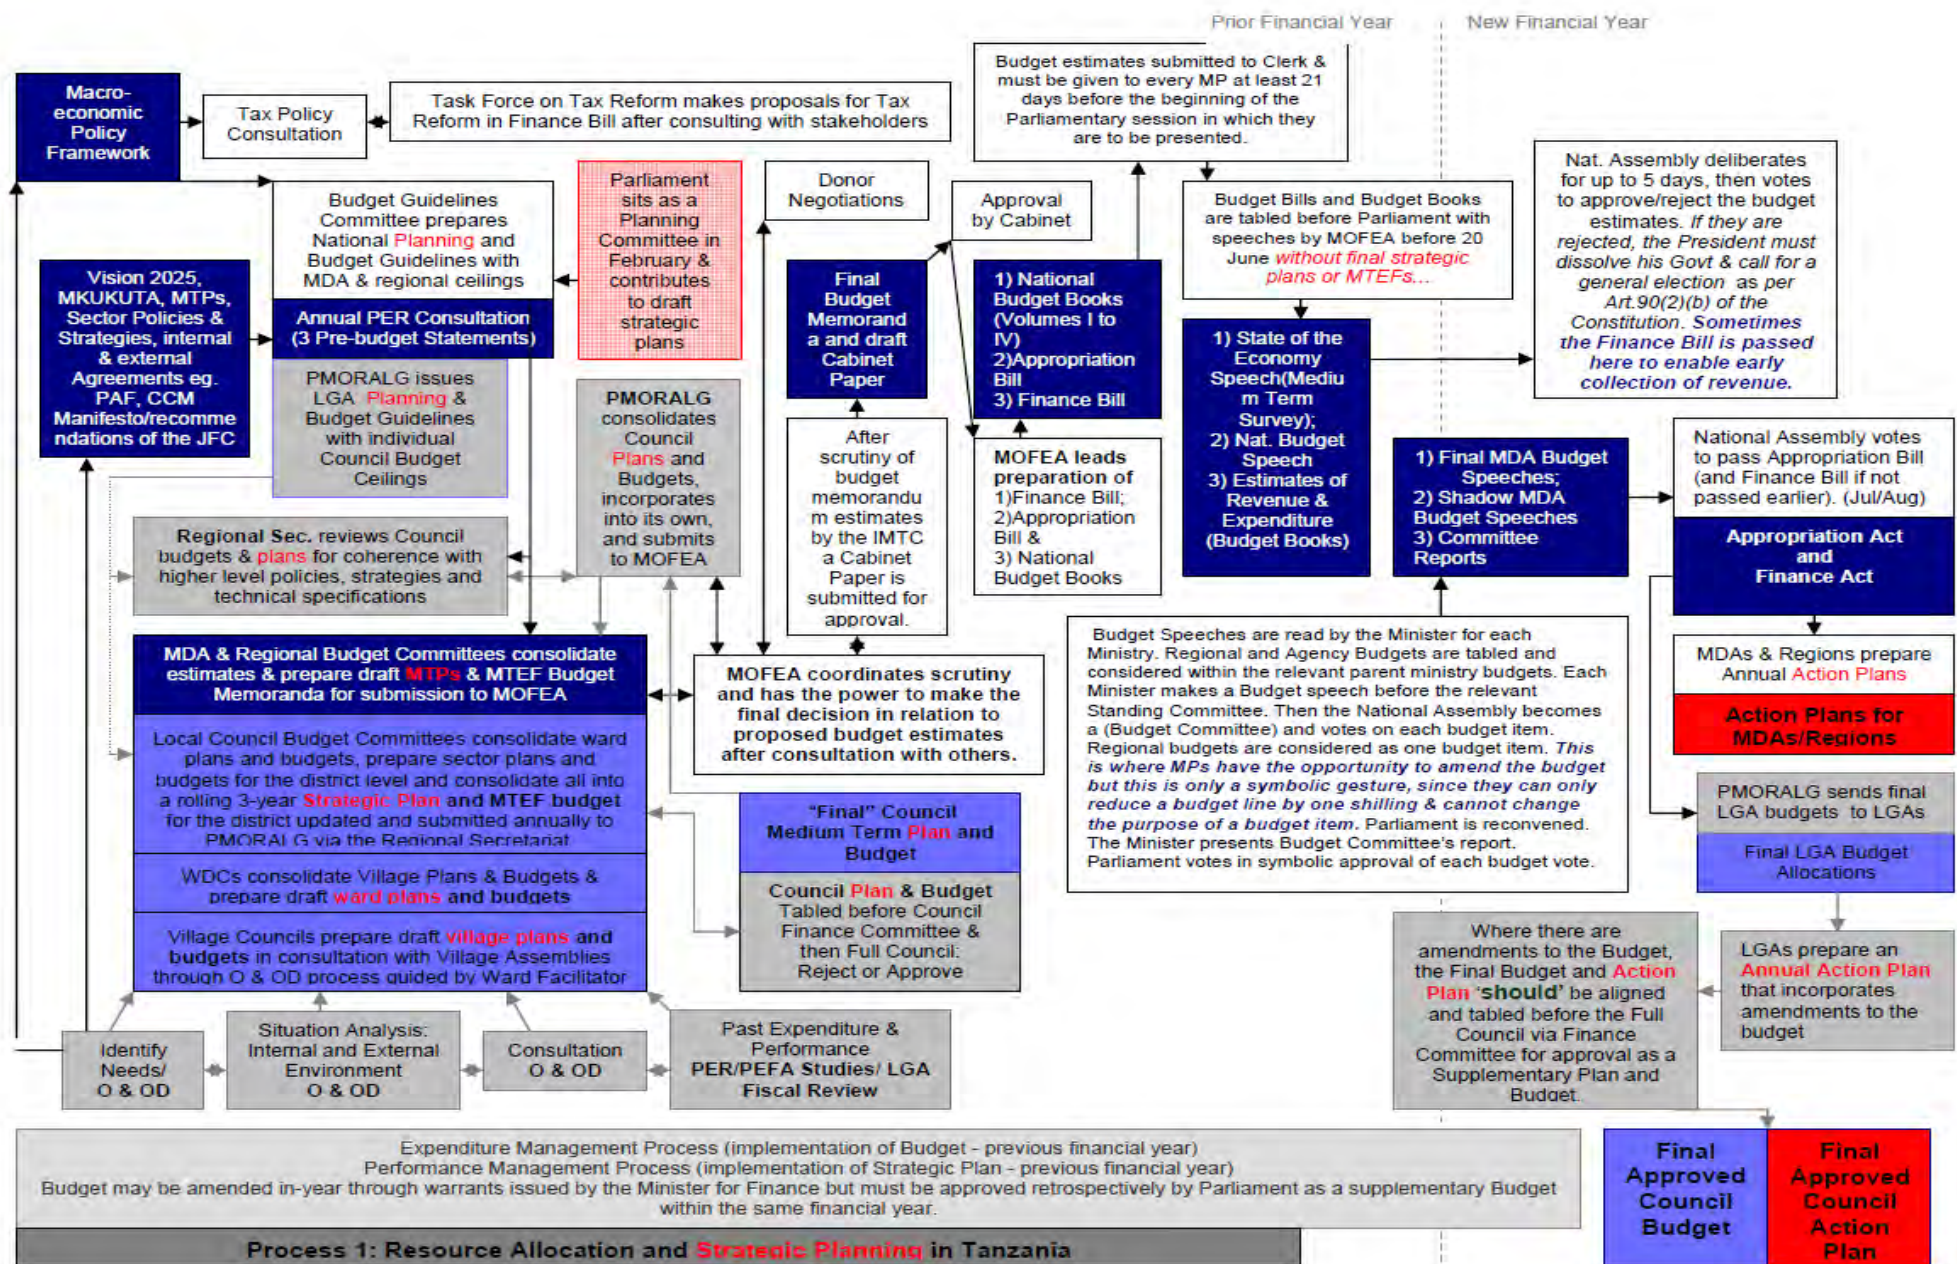 Prior Financial Year
New Financial Year
Macro-
economic
Policy
Framework
Tax Policy
Consultation
Task Force on Tax Reform makes proposals for Tax
Reform in Finance Bill after consulting with stakeholders
Budget estimates submitted to Clerk &
must be given to every MP at least 21
days before the beginning of the
Parliamentary session in which they
are to be presented.
Budget Guidelines
Committee prepares
National Planning and
Budget Guidelines with
MDA & regional ceilings
Annual PER Consultation
(3 Pre-budget Statements)
PMORALG issues
LGA Planning &
Budget Guidelines
with individual
Council Budget
Ceilings
Vision 2025,
MKUKUTA, MTPs,
Sector Policies &
Strategies, internal
& external
Agreements eg.
PAF, CCM
Manifesto/recomme
ndations of the JFC
Parliament
sits as a
Planning
Committee in
February &
contributes
to draft
strategic
plans
Donor
Negotiations
Approval
by Cabinet
Final
Budget
Memorand
a and draft
Cabinet
Paper
1) National
Budget Books
(Volumes I to
IV)
2)Appropriation
Bill
3) Finance Bill
Budget Bills and Budget Books
are tabled before Parliament with
speeches by MOFEA before 20
June without final strategic
plans or MTEFs...
Nat. Assembly deliberates
for up to 5 days, then votes
to approve/reject the budget
estimates. If they are
rejected, the President must
dissolve his Govt & call for a
general election as per
Art.90(2)(b) of the
Constitution. Sometimes
the Finance Bill is passed
here to enable early
collection of revenue.
1) State of the
Economy
Speech(Mediu
m Term
Survey);
2) Nat. Budget
Speech
3) Estimates of
Revenue &
Expenditure
(Budget Books)
PMORALG
consolidates
Council
Plans and
Budgets,
incorporates
into its own,
and submits
to MOFEA
After
scrutiny of
budget
memorandu
m estimates
by the IMTC
a Cabinet
Paper is
submitted for
approval.
MOFEA leads
preparation of
1)Finance Bill;
2)Appropriation
Bill &
3) National
Budget Books
1) Final MDA Budget
Speeches;
2) Shadow MDA
Budget Speeches
3) Committee
Reports
National Assembly votes
to pass Appropriation Bill
(and Finance Bill if not
passed earlier). (Jul/Aug)
Appropriation Act
and
Finance Act
Regional Sec. reviews Council
budgets & plans for coherence with
higher level policies, strategies and
technical specifications
MDA & Regional Budget Committees consolidate
estimates & prepare draft MTPs & MTEF Budget
Memoranda for submission to MOFEA
Local Council Budget Committees consolidate ward
plans and budgets, prepare sector plans and
budgets for the district level and consolidate all into
a rolling 3-year Strategic Plan and MTEF budget
for the district updated and submitted annually to
PMORALG via the Regional Secretariat
WDCs consolidate Village Plans & Budgets &
prepare draft ward plans and budgets
Village Councils prepare draft village plans and
budgets in consultation with Village Assemblies
through O & OD process guided by Ward Facilitator
MOFEA coordinates scrutiny
and has the power to make the
final decision in relation to
proposed budget estimates
after consultation with others.
Budget Speeches are read by the Minister for each
Ministry. Regional and Agency Budgets are tabled and
considered within the relevant parent ministry budgets. Each
Minister makes a Budget speech before the relevant
Standing Committee. Then the National Assembly becomes
a (Budget Committee) and votes on each budget item.
Regional budgets are considered as one budget item. This
is where MPs have the opportunity to amend the budget
but this is only a symbolic gesture, since they can only
reduce a budget line by one shilling & cannot change
the purpose of a budget item. Parliament is reconvened.
The Minister presents Budget Committee's report.
Parliament votes in symbolic approval of each budget vote.
MDAs & Regions prepare
Annual Action Plans
Action Plans for
MDAs/Regions
PMORALG sends final
LGA budgets to LGAs
Final LGA Budget
Allocations
"Final" Council
Medium Term Plan and
Budget
Council Plan & Budget
Tabled before Council
Finance Committee &
then Full Council:
Reject or Approve
Where there are
amendments to the Budget,
the Final Budget and Action
Plan 'should' be aligned
and tabled before the Full
Council via Finance
Committee for approval as a
Supplementary Plan and
Budget.
LGAs prepare an
Annual Action Plan
that incorporates
amendments to the
budget
Identify
Needs/
O & OD
Situation Analysis:
Internal and External
Environment
O & OD
Consultation
O & OD
Past Expenditure &
Performance
PER/PEFA Studies/ LGA
Fiscal Review
Expenditure Management Process (implementation of Budget - previous financial year)
Performance Management Process (implementation of Strategic Plan - previous financial year)
Budget may be amended in-year through warrants issued by the Minister for Finance but must be approved retrospectively by Parliament as a supplementary Budget
within the same financial year.
Process 1: Resource Allocation and Strategic Planning in Tanzania
Final
Approved
Council
Budget
Final
Approved
Council
Action
Plan